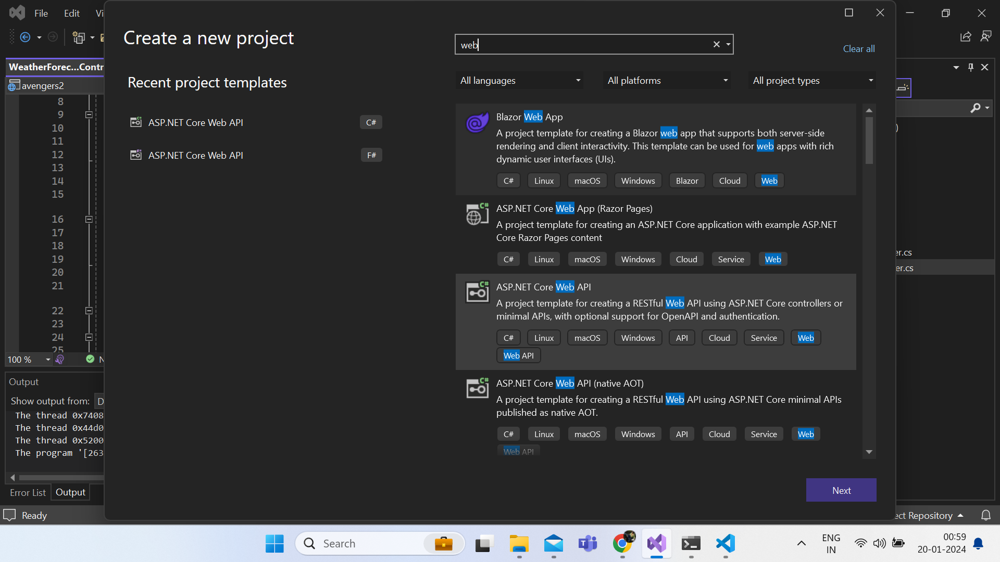 File Edit Vi
WeatherForec...Contr
avengers2
8
9
10
11
12
13
14
15
16
17
18
19
20
21
22
23
24
25
100 %
N
Output
Show output from: D
The thread 0x7408
The thread 0x44d0
The thread 0x5200
The program '[263
Error List Output
Ready
Create a new project
Recent project templates
ASP.NET Core Web API C#
ASP.NET Core Web API F#
web
Clear all
All languages All platforms All project types
Blazor Web App
A project template for creating a Blazor web app that supports both server-side
rendering and client interactivity. This template can be used for web apps with rich
dynamic user interfaces (UIs).
C# Linux macOS Windows Blazor Cloud Web
ASP.NET Core Web App (Razor Pages)
A project template for creating an ASP.NET Core application with example ASP.NET
Core Razor Pages content
C# Linux macOS Windows Cloud Service Web
ASP.NET Core Web API
A project template for creating a RESTful Web API using ASP.NET Core controllers or
minimal APIs, with optional support for OpenAPI and authentication.
C# Linux macOS Windows API Cloud Service Web
Web API
ASP.NET Core Web API (native AOT)
A project template for creating a RESTful Web API using ASP.NET Core minimal APIs
published as native AOT.
C# Linux macOS Windows API Cloud Service Web
Web API
Next
)
er.cs
er.cs
ect Repository
Search
ENG
IN
00:59
20-01-2024